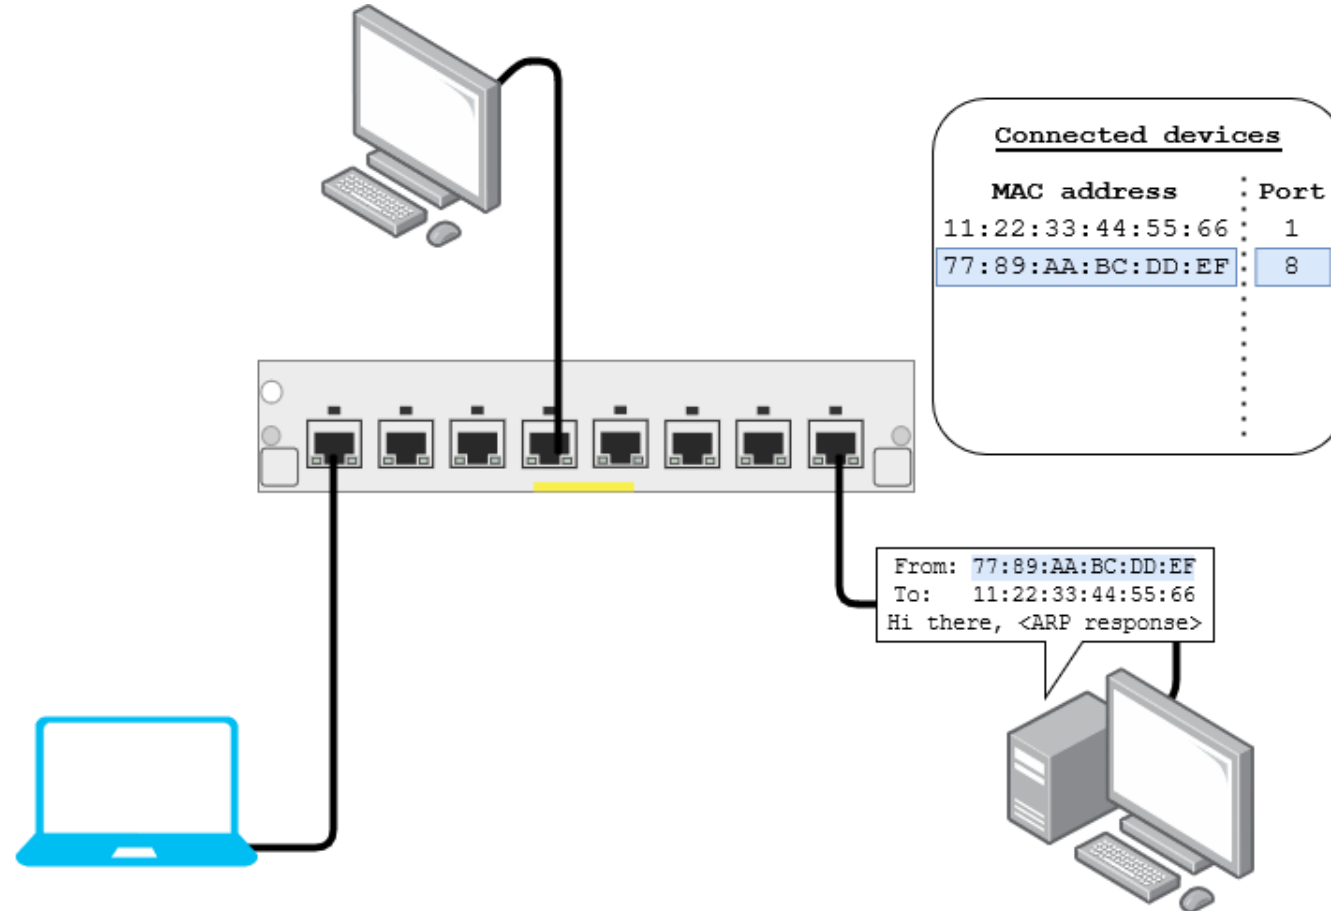 Connected devices
MAC address Port
11:22:33:44:55:66 1
77:89:AA:BC:DD:EF 8
From: 77:89:AA:BC:DD:EF
To: 11:22:33:44:55:66
Hi there, <ARP response>